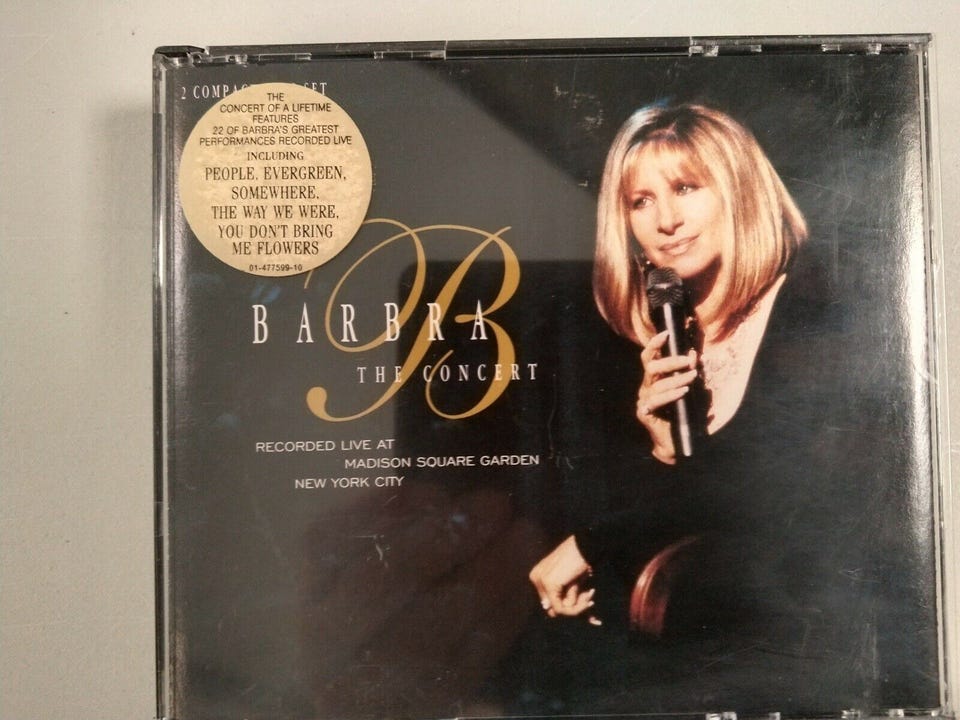 2 COMPAC SET
THE
CONCERT OF A LIFETIME
FEATURES
22 OF BARBRA'S GREATEST
PERFORMANCES RECORDED LIVE
INCLUDING
PEOPLE, EVERGREEN,
SOMEWHERE,
THE WAY WE WERE,
YOU DON'T BRING
ME FLOWERS
01-477599-10
B
BARBRA
THE CONCERT
RECORDED LIVE AT
MADISON SQUARE GARDEN
NEW YORK CITY